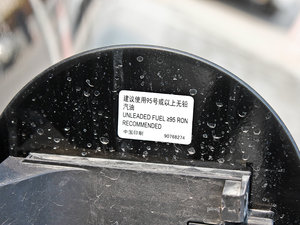 建议使用95号或以上无铅
汽油
UNLEADED FUEL ≥95 RON
RECOMMENDED
中国印制 90768274